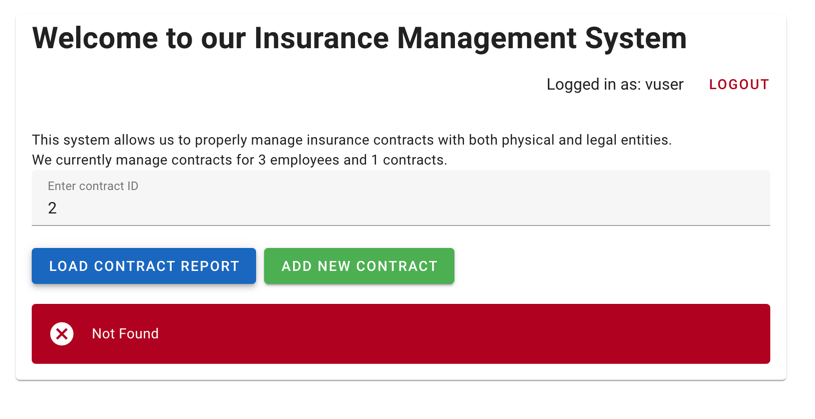 Welcome to our Insurance Management System
Logged in as: vuser LOGOUT
This system allows us to properly manage insurance contracts with both physical and legal entities.
We currently manage contracts for 3 employees and 1 contracts.
Enter contract ID
2
LOAD CONTRACT REPORT ADD NEW CONTRACT
Not Found